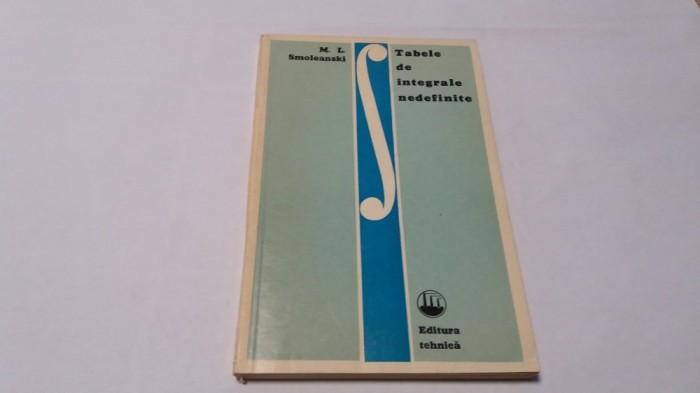 M. L.
Smoleanski
Tabele
de
integrale
nedefinite
Editura
tehnică